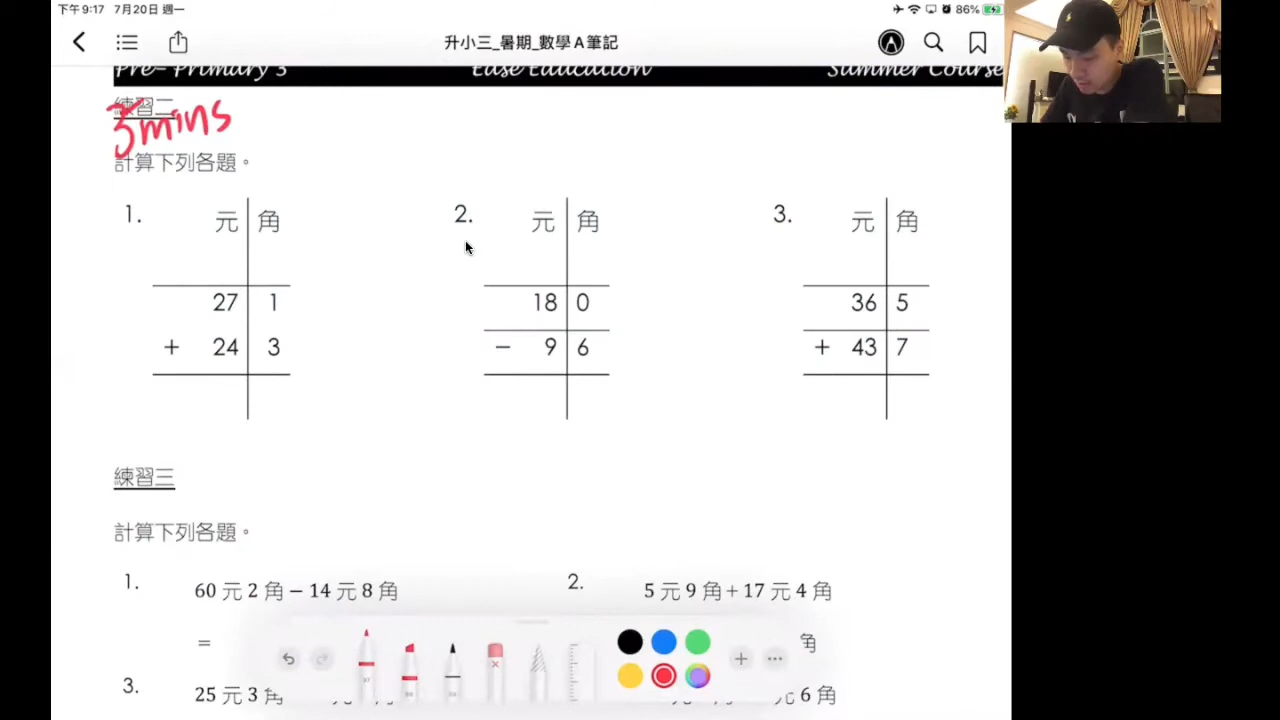 下午9:17 7月20日 週一
86%
升小三_暑期_數學A筆記
Pre- Primary 3 Ease Education Summer Course
練習二
3mins
計算下列各題。
1. 元 角
27 1
+ 24 3
2. 元 角
18 0
− 9 6
3. 元 角
36 5
+ 43 7
練習三
計算下列各題。
1. 60 元 2 角 − 14 元 8 角
=
2. 5 元 9 角 + 17 元 4 角
角
3. 25 元 3 角
元 6 角